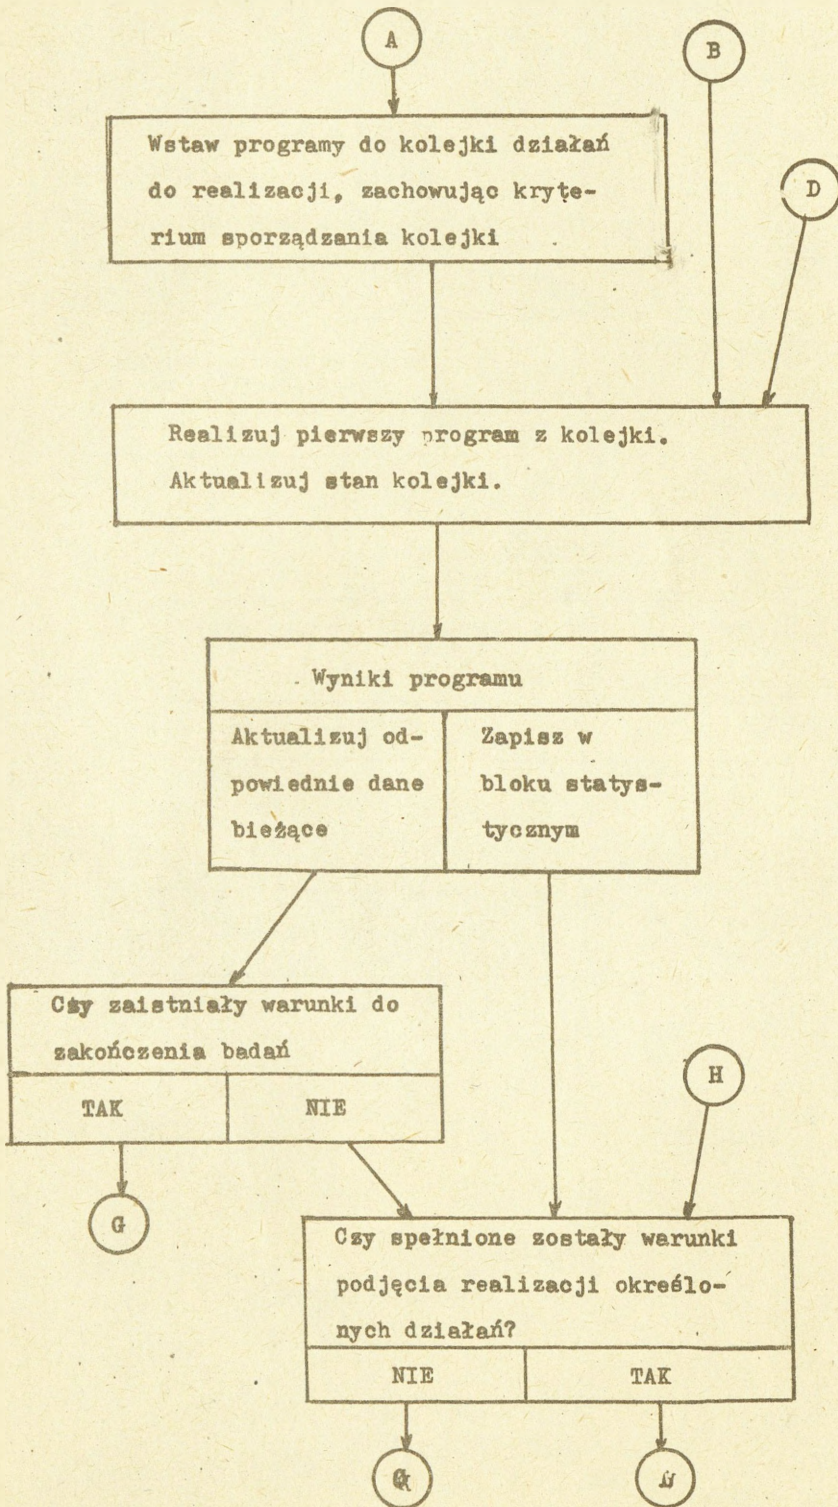 A
B
Wstaw programy do kolejki działań
do realizacji, zachowując kryte-
rium sporządzania kolejki
D
Realizuj pierwszy program z kolejki.
Aktualizuj stan kolejki.
Wyniki programu
Aktualizuj od-
powiednie dane
bieżące
Zapisz w
bloku statys-
tycznym
Czy zaistniały warunki do
zakończenia badań
TAK
NIE
H
G
Czy spełnione zostały warunki
podjęcia realizacji określo-
nych działań?
NIE
TAK